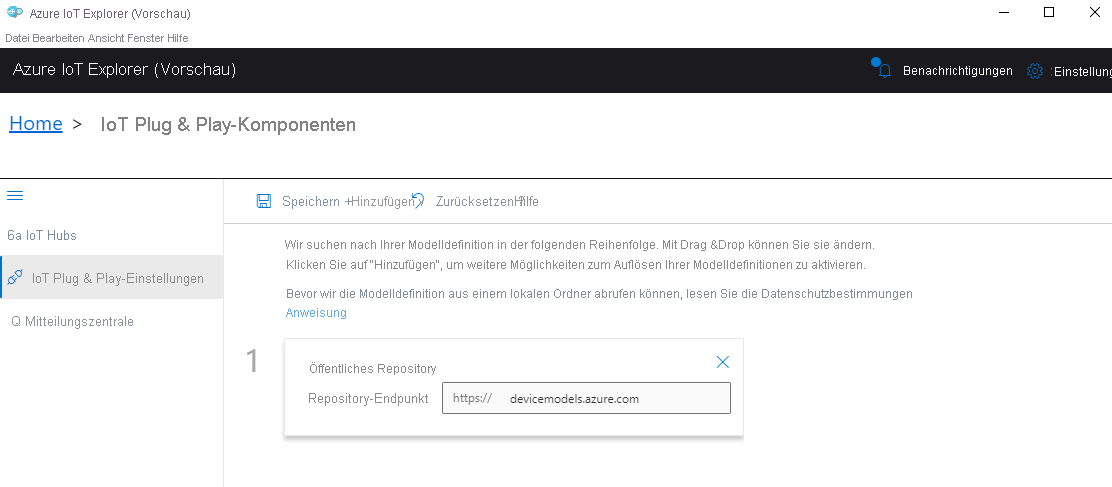 Azure IoT Explorer (Vorschau)
Datei Bearbeiten Ansicht Fenster Hilfe
Azure IoT Explorer (Vorschau)
Benachrichtigungen
Einstellung
Home > IoT Plug & Play-Komponenten
Speichern +Hinzufügen Zurücksetzen Hilfe
6a IoT Hubs
IoT Plug & Play-Einstellungen
Q Mitteilungszentrale
Wir suchen nach Ihrer Modelldefinition in der folgenden Reihenfolge. Mit Drag &Drop können Sie sie ändern.
Klicken Sie auf "Hinzufügen", um weitere Möglichkeiten zum Auflösen Ihrer Modelldefinitionen zu aktivieren.
Bevor wir die Modelldefinition aus einem lokalen Ordner abrufen können, lesen Sie die Datenschutzbestimmungen
Anweisung
1
Öffentliches Repository
Repository-Endpunkt https:// devicemodels.azure.com